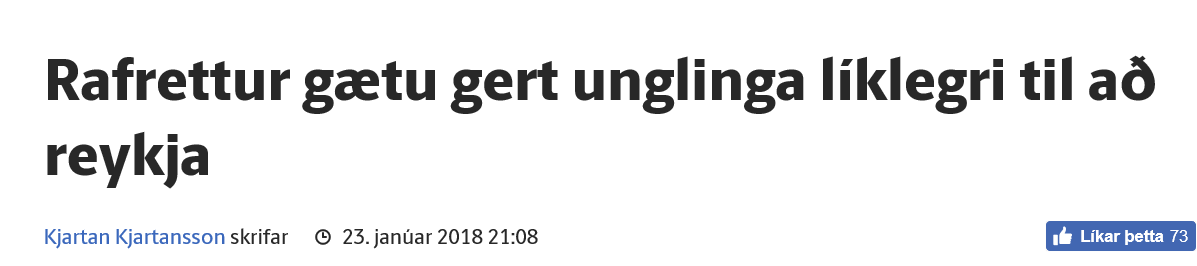 Rafrettur gætu gert unglinga líklegri til að
reykja
Kjartan Kjartansson skrifar 23. janúar 2018 21:08 Líkar þetta 73